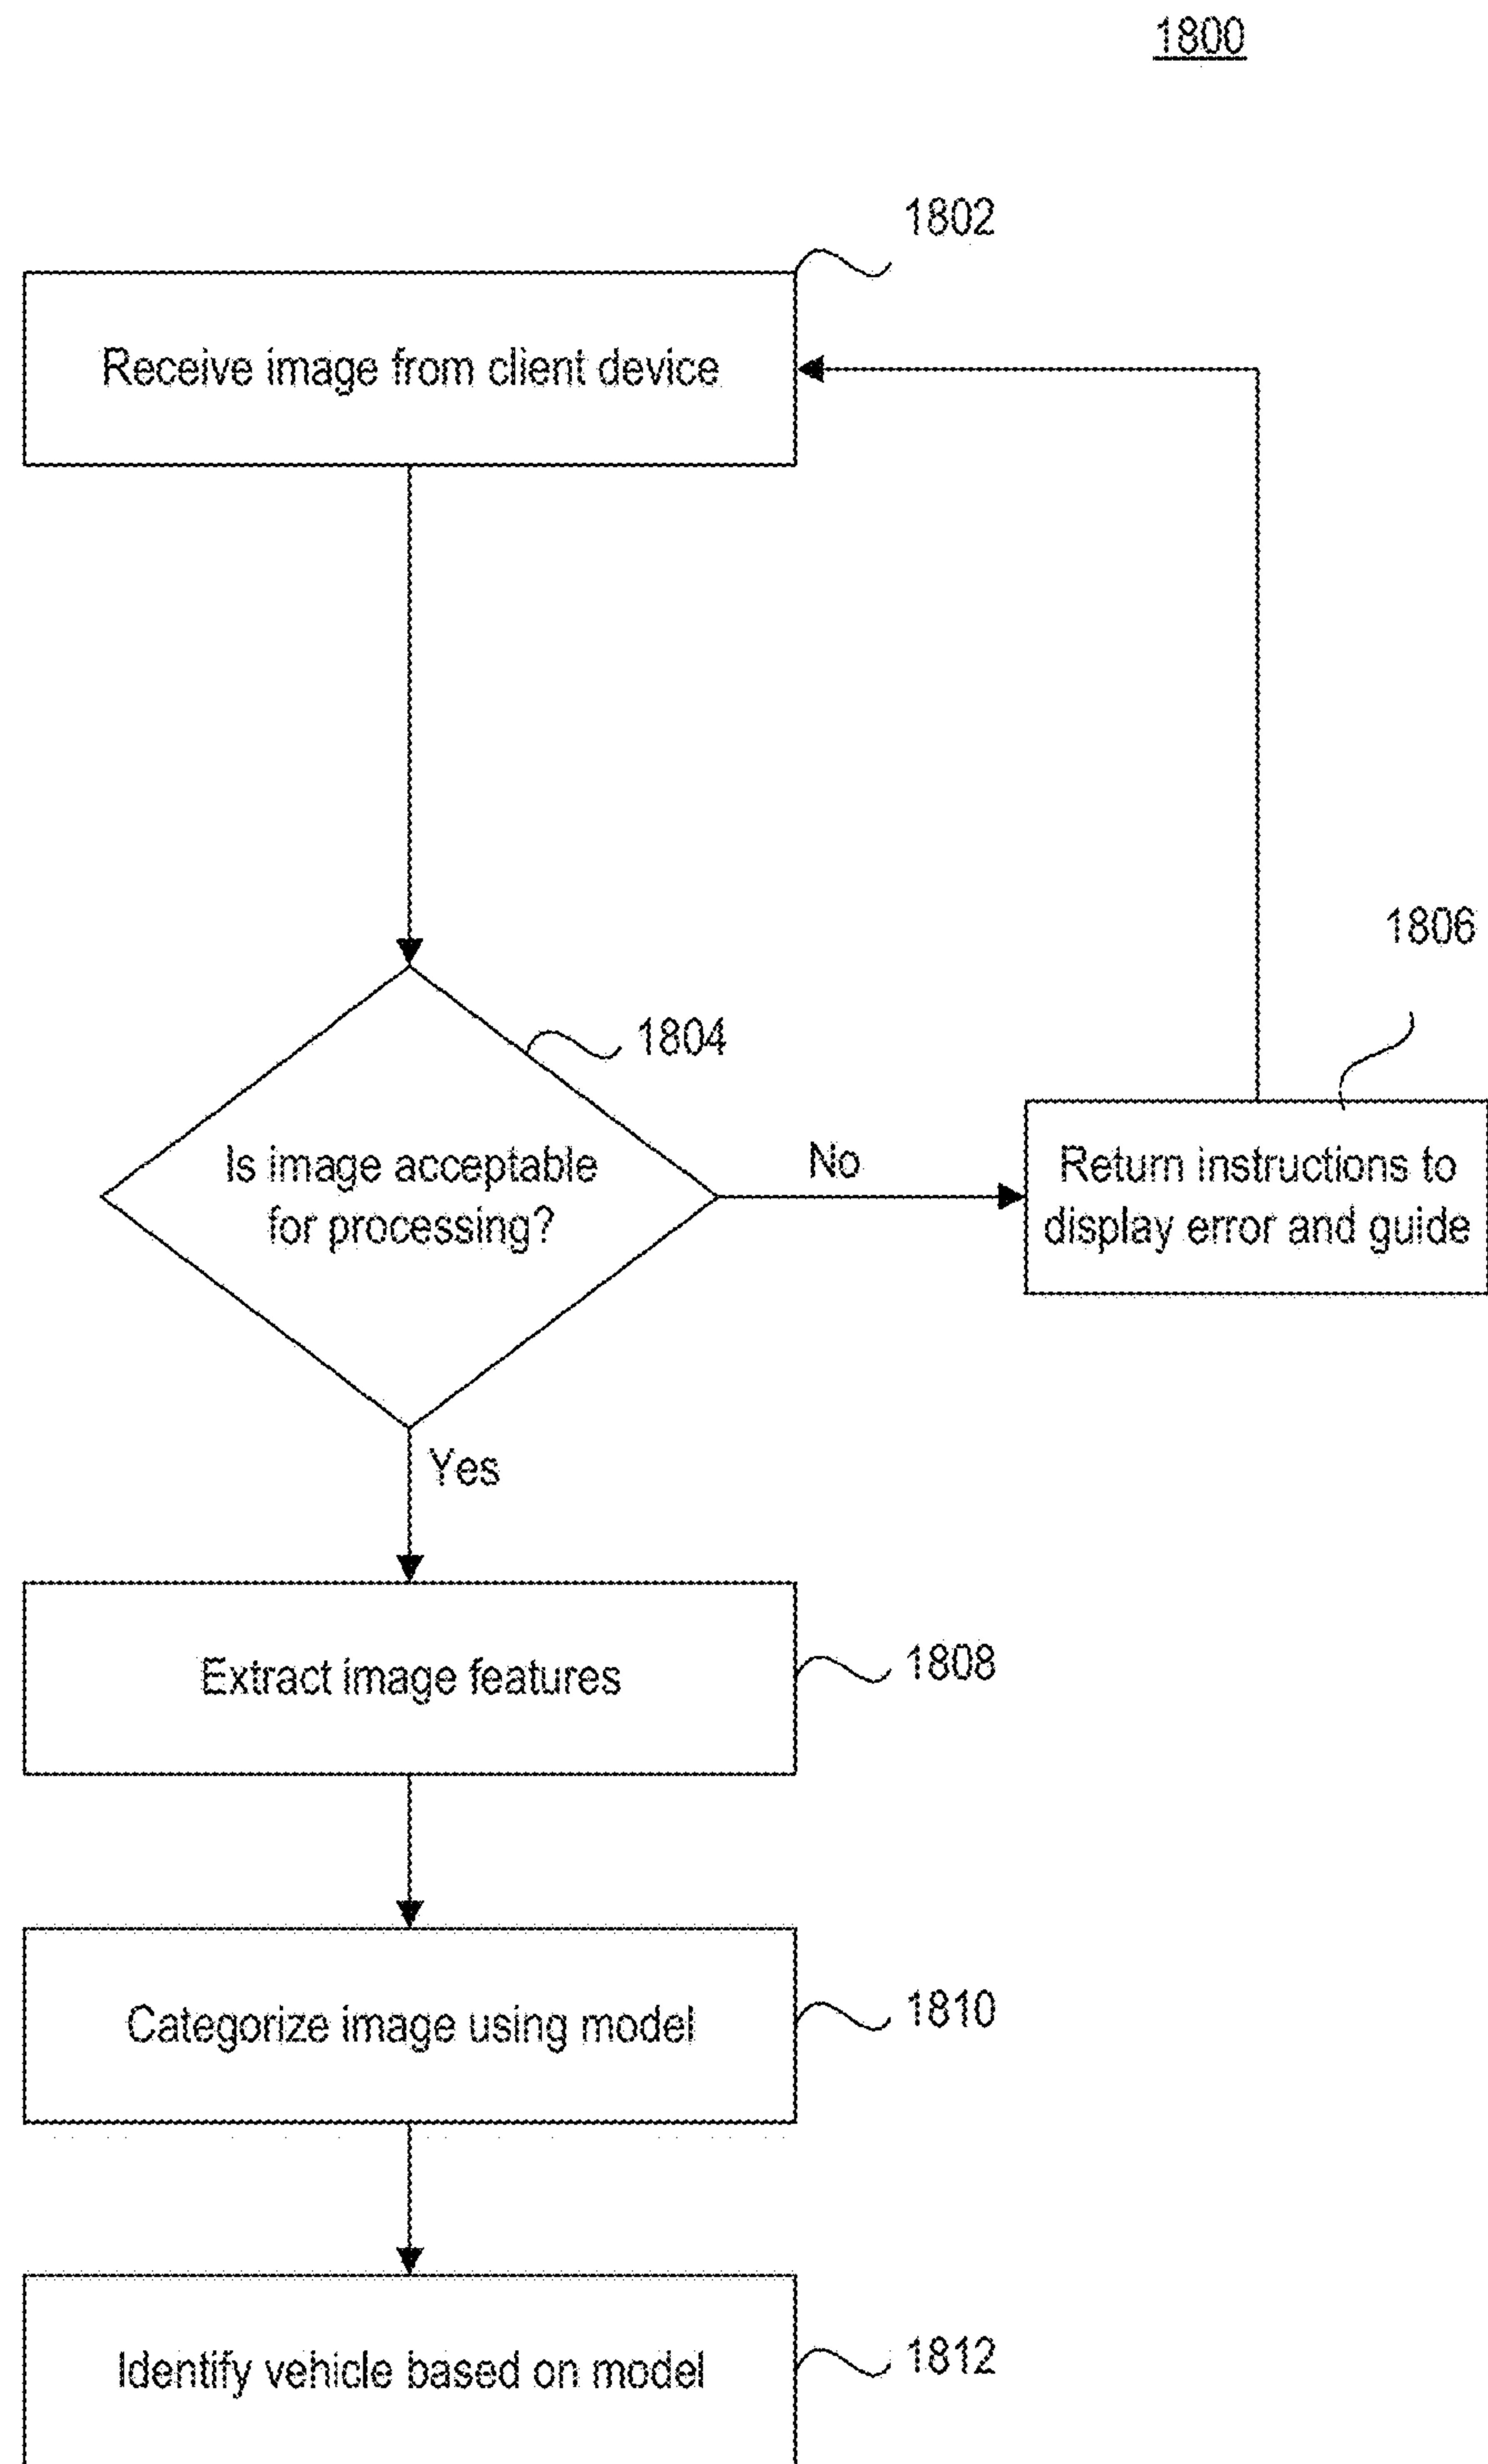 1800
1802
Receive image from client device
1806
1804
Is image acceptable
for processing?
No
Return instructions to
display error and guide
Yes
Extract image features
1808
Categorize image using model
1810
Identify vehicle based on model
1812